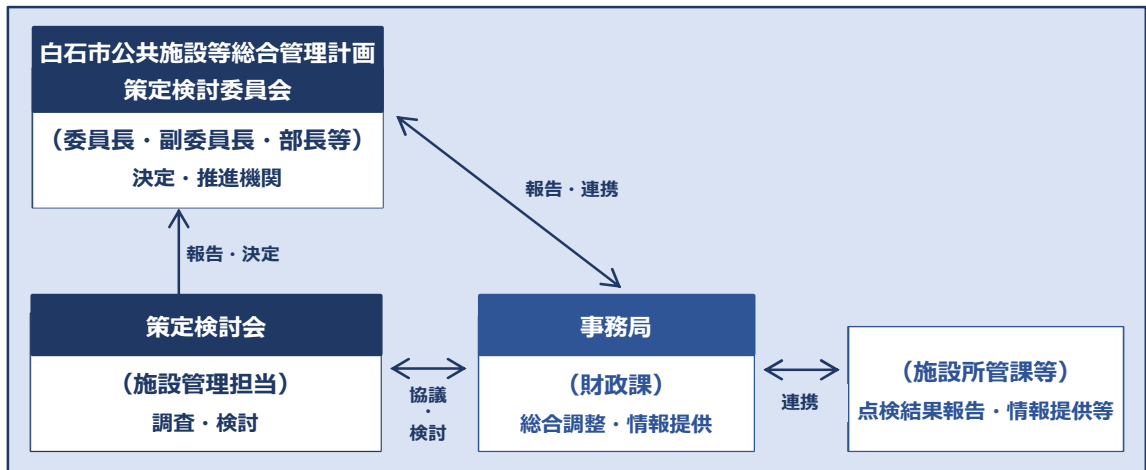 白石市公共施設等総合管理計画
策定検討委員会
（委員長・副委員長・部長等）
決定・推進機関
報告・連携
報告・決定
策定検討会
（施設管理担当）
調査・検討
協議
・
検討
事務局
（財政課）
総合調整・情報提供
連携
（施設所管課等）
点検結果報告・情報提供等